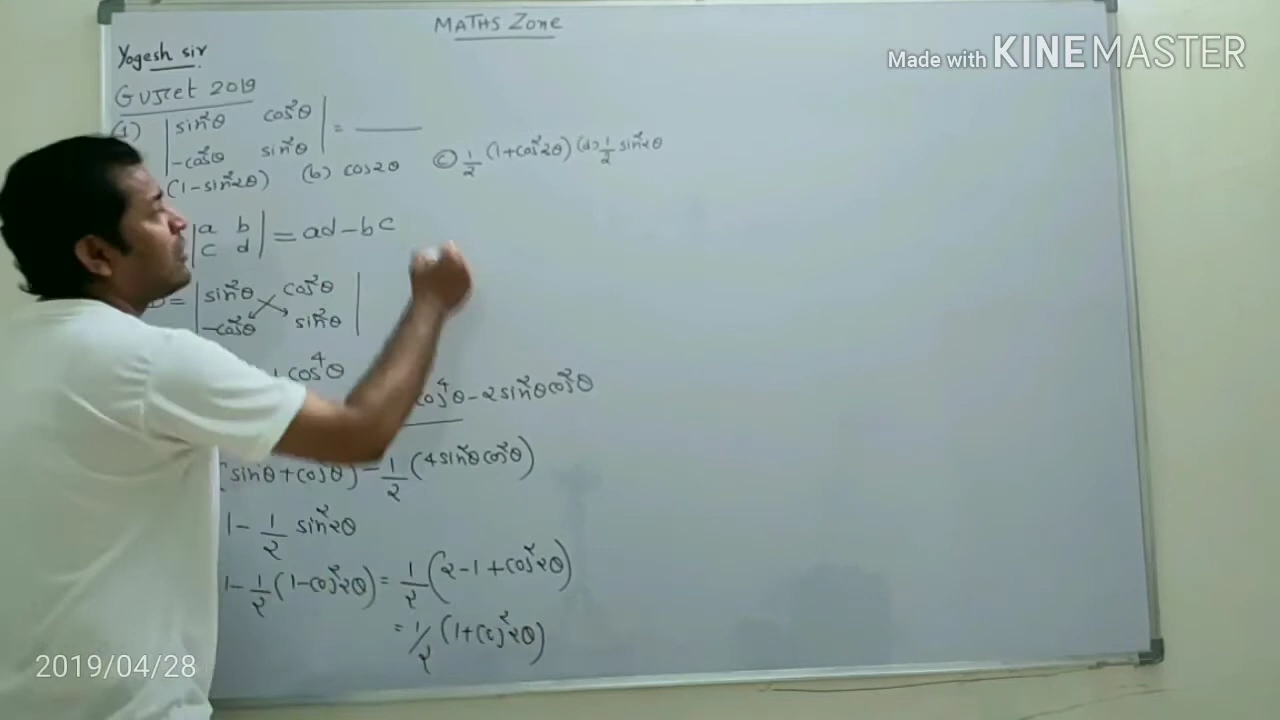 MATHS Zone
Made with KINEMASTER
Yogesh sir
Gujcet 2019
(1) | sin²θ cos²θ | = ———
| -cos²θ sin²θ |
(1-sin²2θ) (b) cos2θ (c) 1/2 (1+cos²2θ) (d) 1/2 sin²2θ
| a b | = ad-bc
| c d |
D = | sin²θ cos²θ |
| -cos²θ sin²θ |
+ cos⁴θ
cos⁴θ - 2sin²θcos²θ
(sin²θ+cos²θ) - 1/2 (4sin²θcos²θ)
1 - 1/2 sin²2θ
1 - 1/2 (1-cos²2θ) = 1/2 (2-1+cos²2θ)
= 1/2 (1+cos²2θ)
2019/04/28